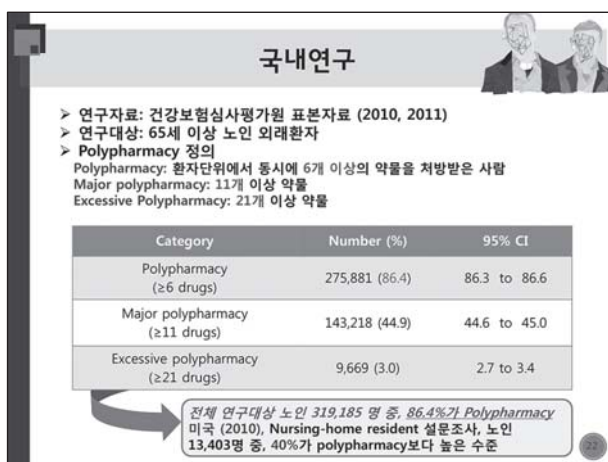 국내연구
➢ 연구자료: 건강보험심사평가원 표본자료 (2010, 2011)
➢ 연구대상: 65세 이상 노인 외래환자
➢ Polypharmacy 정의
Polypharmacy: 환자단위에서 동시에 6개 이상의 약물을 처방받은 사람
Major polypharmacy: 11개 이상 약물
Excessive Polypharmacy: 21개 이상 약물
Category Number (%) 95% CI
Polypharmacy
(≥6 drugs) 275,881 (86.4) 86.3 to 86.6
Major polypharmacy
(≥11 drugs) 143,218 (44.9) 44.6 to 45.0
Excessive polypharmacy
(≥21 drugs) 9,669 (3.0) 2.7 to 3.4
전체 연구대상 노인 319,185 명 중, 86.4%가 Polypharmacy
미국 (2010), Nursing-home resident 설문조사, 노인
13,403명 중, 40%가 polypharmacy보다 높은 수준
22